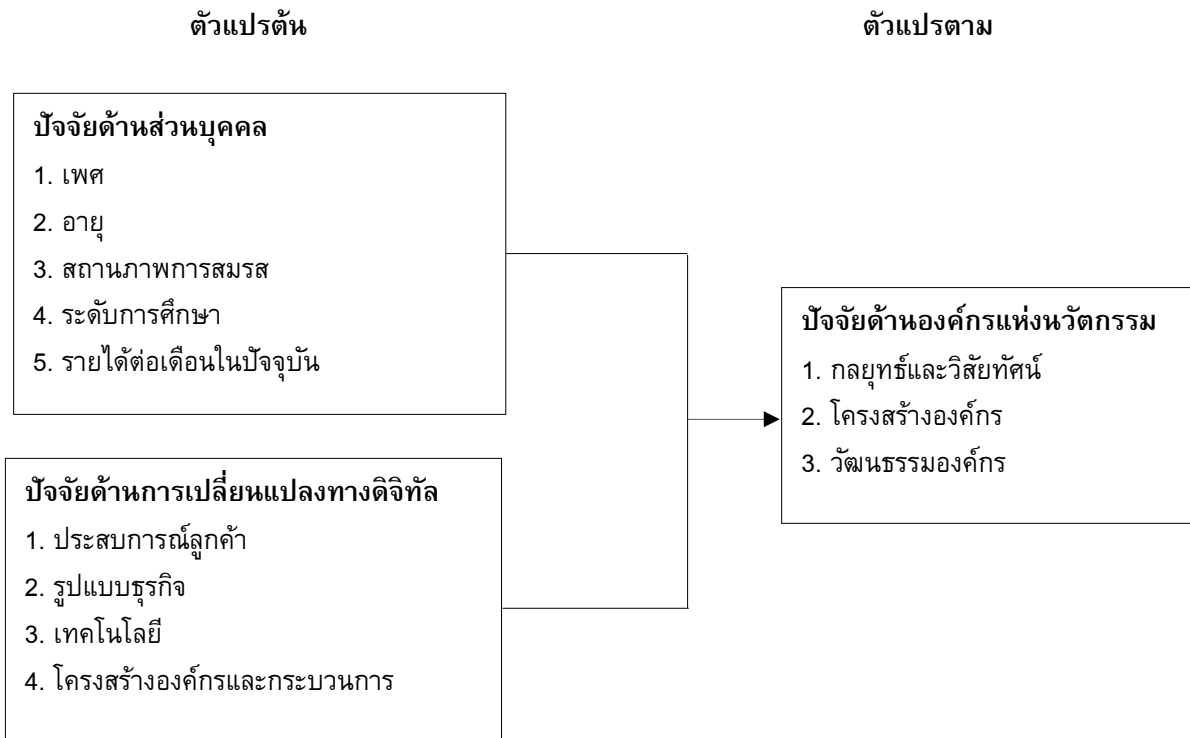 ตัวแปรต้น
ตัวแปรตาม
ปัจจัยด้านส่วนบุคคล
1. เพศ
2. อายุ
3. สถานภาพการสมรส
4. ระดับการศึกษา
5. รายได้ต่อเดือนในปัจจุบัน
ปัจจัยด้านการเปลี่ยนแปลงทางดิจิทัล
1. ประสบการณ์ลูกค้า
2. รูปแบบธุรกิจ
3. เทคโนโลยี
4. โครงสร้างองค์กรและกระบวนการ
ปัจจัยด้านองค์กรแห่งนวัตกรรม
1. กลยุทธ์และวิสัยทัศน์
2. โครงสร้างองค์กร
3. วัฒนธรรมองค์กร